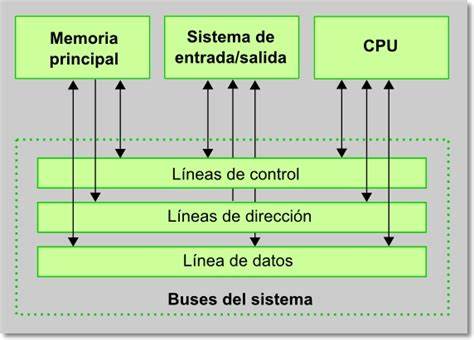 Memoria
principal
Sistema de
entrada/salida
CPU
Líneas de control
Líneas de dirección
Línea de datos
Buses del sistema